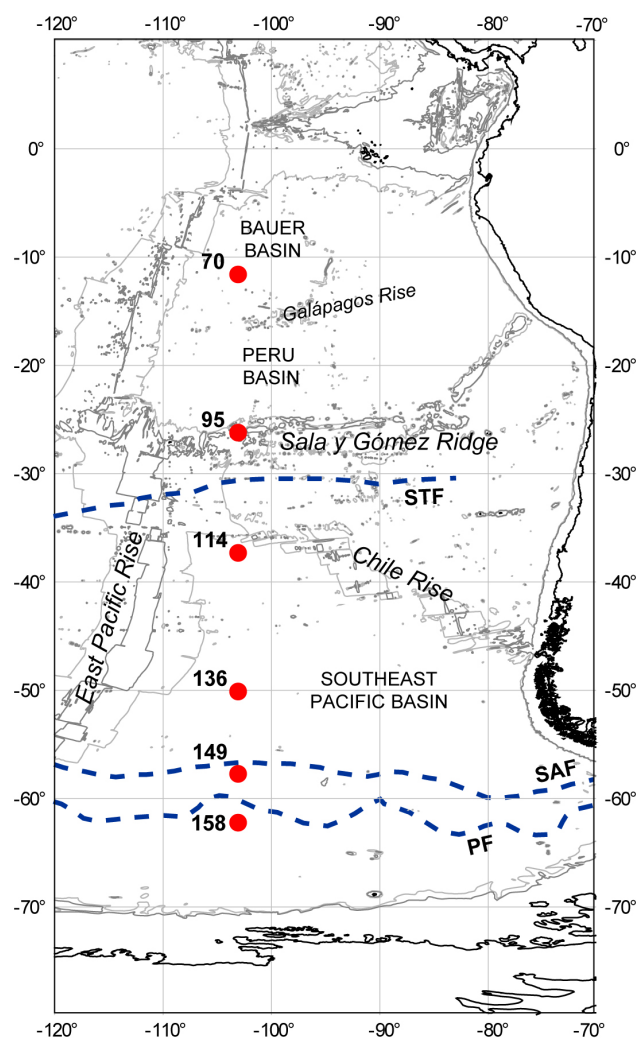 -120° -110° -100° -90° -80° -70°
0° 0°
BAUER
BASIN
-10° -10°
70
Galápagos Rise
PERU
BASIN
-20° -20°
95
Sala y Gómez Ridge
-30° -30°
STF
114
Chile Rise
-40° -40°
East Pacific Rise
136
SOUTHEAST
PACIFIC BASIN
-50° -50°
149
SAF
-60° -60°
158
PF
-70° -70°
-120° -110° -100° -90° -80° -70°